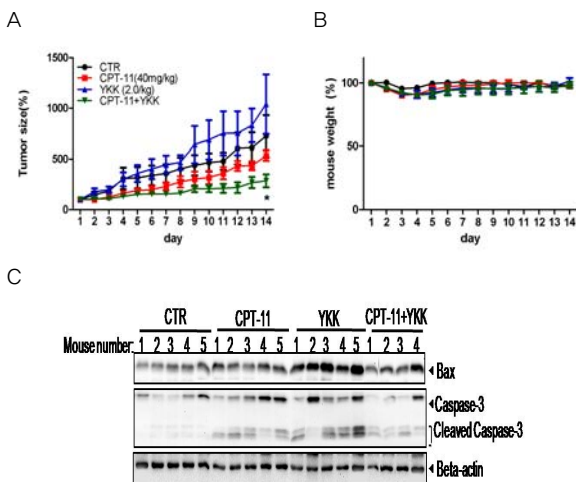 A
B
1500
1000
500
0
Tumor size(%)
CTR
CPT-11(40mg/kg)
YKK (2.0/kg)
CPT-11+YKK
*
1 2 3 4 5 6 7 8 9 10 11 12 13 14
day
100
50
0
mouse weight (%)
1 2 3 4 5 6 7 8 9 10 11 12 13 14
day
C
CTR CPT-11 YKK CPT-11+YKK
Mouse number: 1 2 3 4 5 1 2 3 4 5 1 2 3 4 5 1 2 3 4
Bax
Caspase-3
Cleaved Caspase-3
Beta-actin